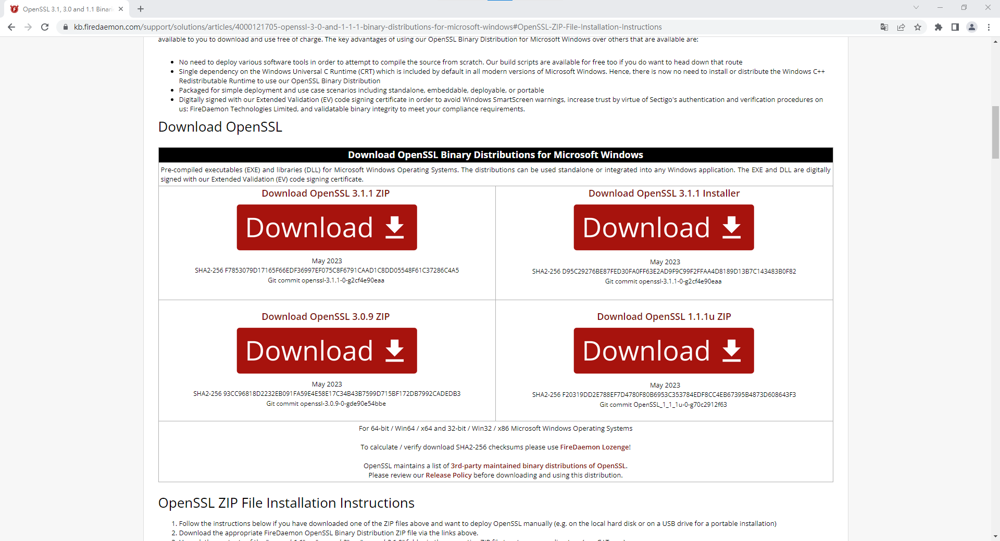 OpenSSL 3.1, 3.0 and 1.1 Binari
kb.firedaemon.com/support/solutions/articles/4000121705-openssl-3-0-and-1-1-1-binary-distributions-for-microsoft-windows#OpenSSL-ZIP-File-Installation-Instructions
available to you to download and use free of charge. The key advantages of using our OpenSSL Binary Distribution for Microsoft Windows over others that are available are:
No need to deploy various software tools in order to attempt to compile the source from scratch. Our build scripts are available for free too if you do want to head down that route
Single dependency on the Windows Universal C Runtime (CRT) which is included by default in all modern versions of Microsoft Windows. Hence, there is now no need to install or distribute the Windows C++
Redistributable Runtime to use our OpenSSL Binary Distribution
Packaged for simple deployment and use case scenarios including standalone, embeddable, deployable, or portable
Digitally signed with our Extended Validation (EV) code signing certificate in order to avoid Windows SmartScreen warnings, increase trust by virtue of Sectigo's authentication and verification procedures on
us: FireDaemon Technologies Limited, and validatable binary integrity to meet your compliance requirements.
Download OpenSSL
Download OpenSSL Binary Distributions for Microsoft Windows
Pre-compiled executables (EXE) and libraries (DLL) for Microsoft Windows Operating Systems. The distributions can be used standalone or integrated into any Windows application. The EXE and DLL are digitally
signed with our Extended Validation (EV) code signing certificate.
Download OpenSSL 3.1.1 ZIP
Download
May 2023
SHA2-256 F7853079D17165F66EDF36997EF075C8F6791CAAD1C8DD05548F61C37286C4A5
Git commit openssl-3.1.1-0-g2cf4e90eaa
Download OpenSSL 3.1.1 Installer
Download
May 2023
SHA2-256 D95C29276BE87FED30FA0FF63E2AD9F9C99F2FFAA4D8189D13B7C143483B0F82
Git commit openssl-3.1.1-0-g2cf4e90eaa
Download OpenSSL 3.0.9 ZIP
Download
May 2023
SHA2-256 93CC96818D2232EB091FA59E4E58E17C34B43B7599D715BF172DB7992CADEDB3
Git commit openssl-3.0.9-0-gde90e54bbe
Download OpenSSL 1.1.1u ZIP
Download
May 2023
SHA2-256 F20319DD2E788EF7D4780F80B6953C353784EDF8CC4EB67395B4873D608643F3
Git commit OpenSSL_1_1_1u-0-g70c2912f63
For 64-bit / Win64 / x64 and 32-bit / Win32 / x86 Microsoft Windows Operating Systems
To calculate / verify download SHA2-256 checksums please use FireDaemon Lozenge!
OpenSSL maintains a list of 3rd-party maintained binary distributions of OpenSSL.
Please review our Release Policy before downloading and using this distribution.
OpenSSL ZIP File Installation Instructions
1. Follow the instructions below if you have downloaded one of the ZIP files above and want to deploy OpenSSL manually (e.g. on the local hard disk or on a USB drive for a portable installation)
2. Download the appropriate FireDaemon OpenSSL Binary Distribution ZIP file via the links above.